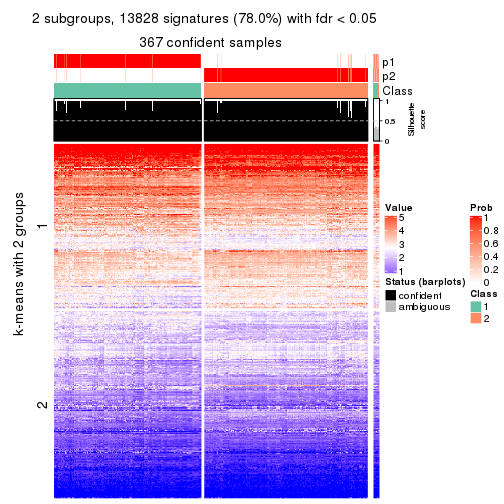 2 subgroups, 13828 signatures (78.0%) with fdr < 0.05
367 confident samples
p1
p2
Class
1
0.5
0
Silhouette
score
k-means with 2 groups
1
2
Value
5
4
3
2
1
Status (barplots)
confident
ambiguous
Prob
1
0.8
0.6
0.4
0.2
0
Class
1
2